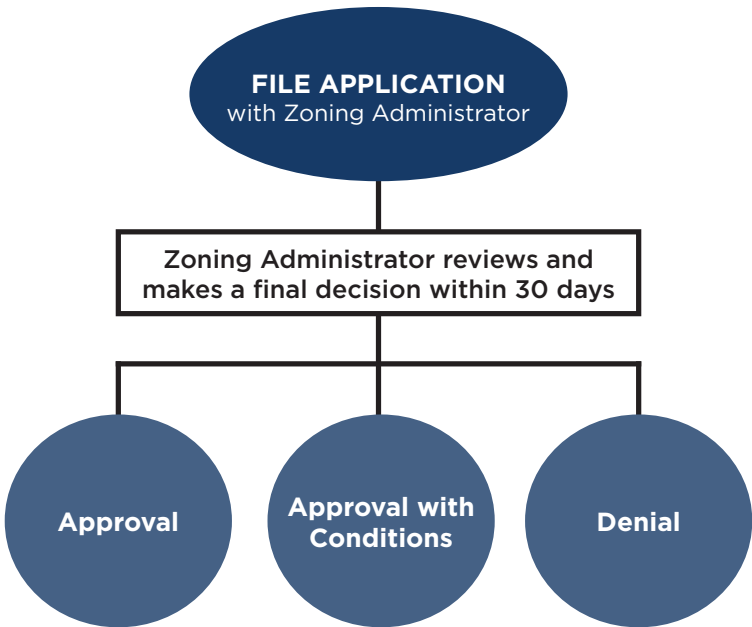 FILE APPLICATION
with Zoning Administrator
Zoning Administrator reviews and
makes a final decision within 30 days
Approval
Approval with
Conditions
Denial